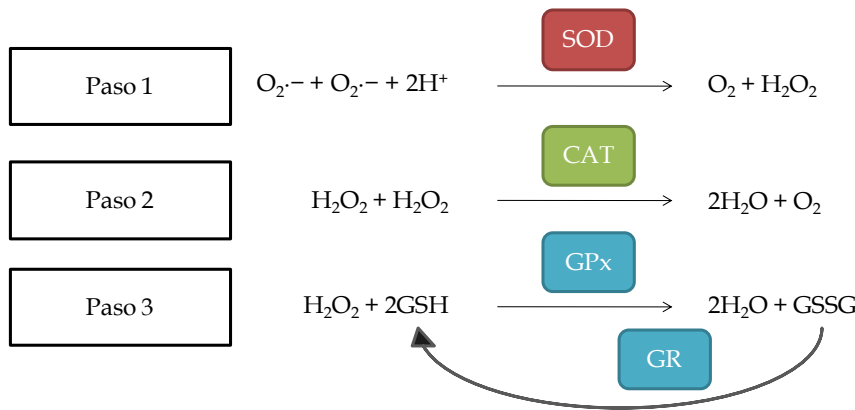 SOD
Paso 1 O₂·− + O₂·− + 2H⁺ O₂ + H₂O₂
CAT
Paso 2 H₂O₂ + H₂O₂ 2H₂O + O₂
GPx
Paso 3 H₂O₂ + 2GSH 2H₂O + GSSG
GR